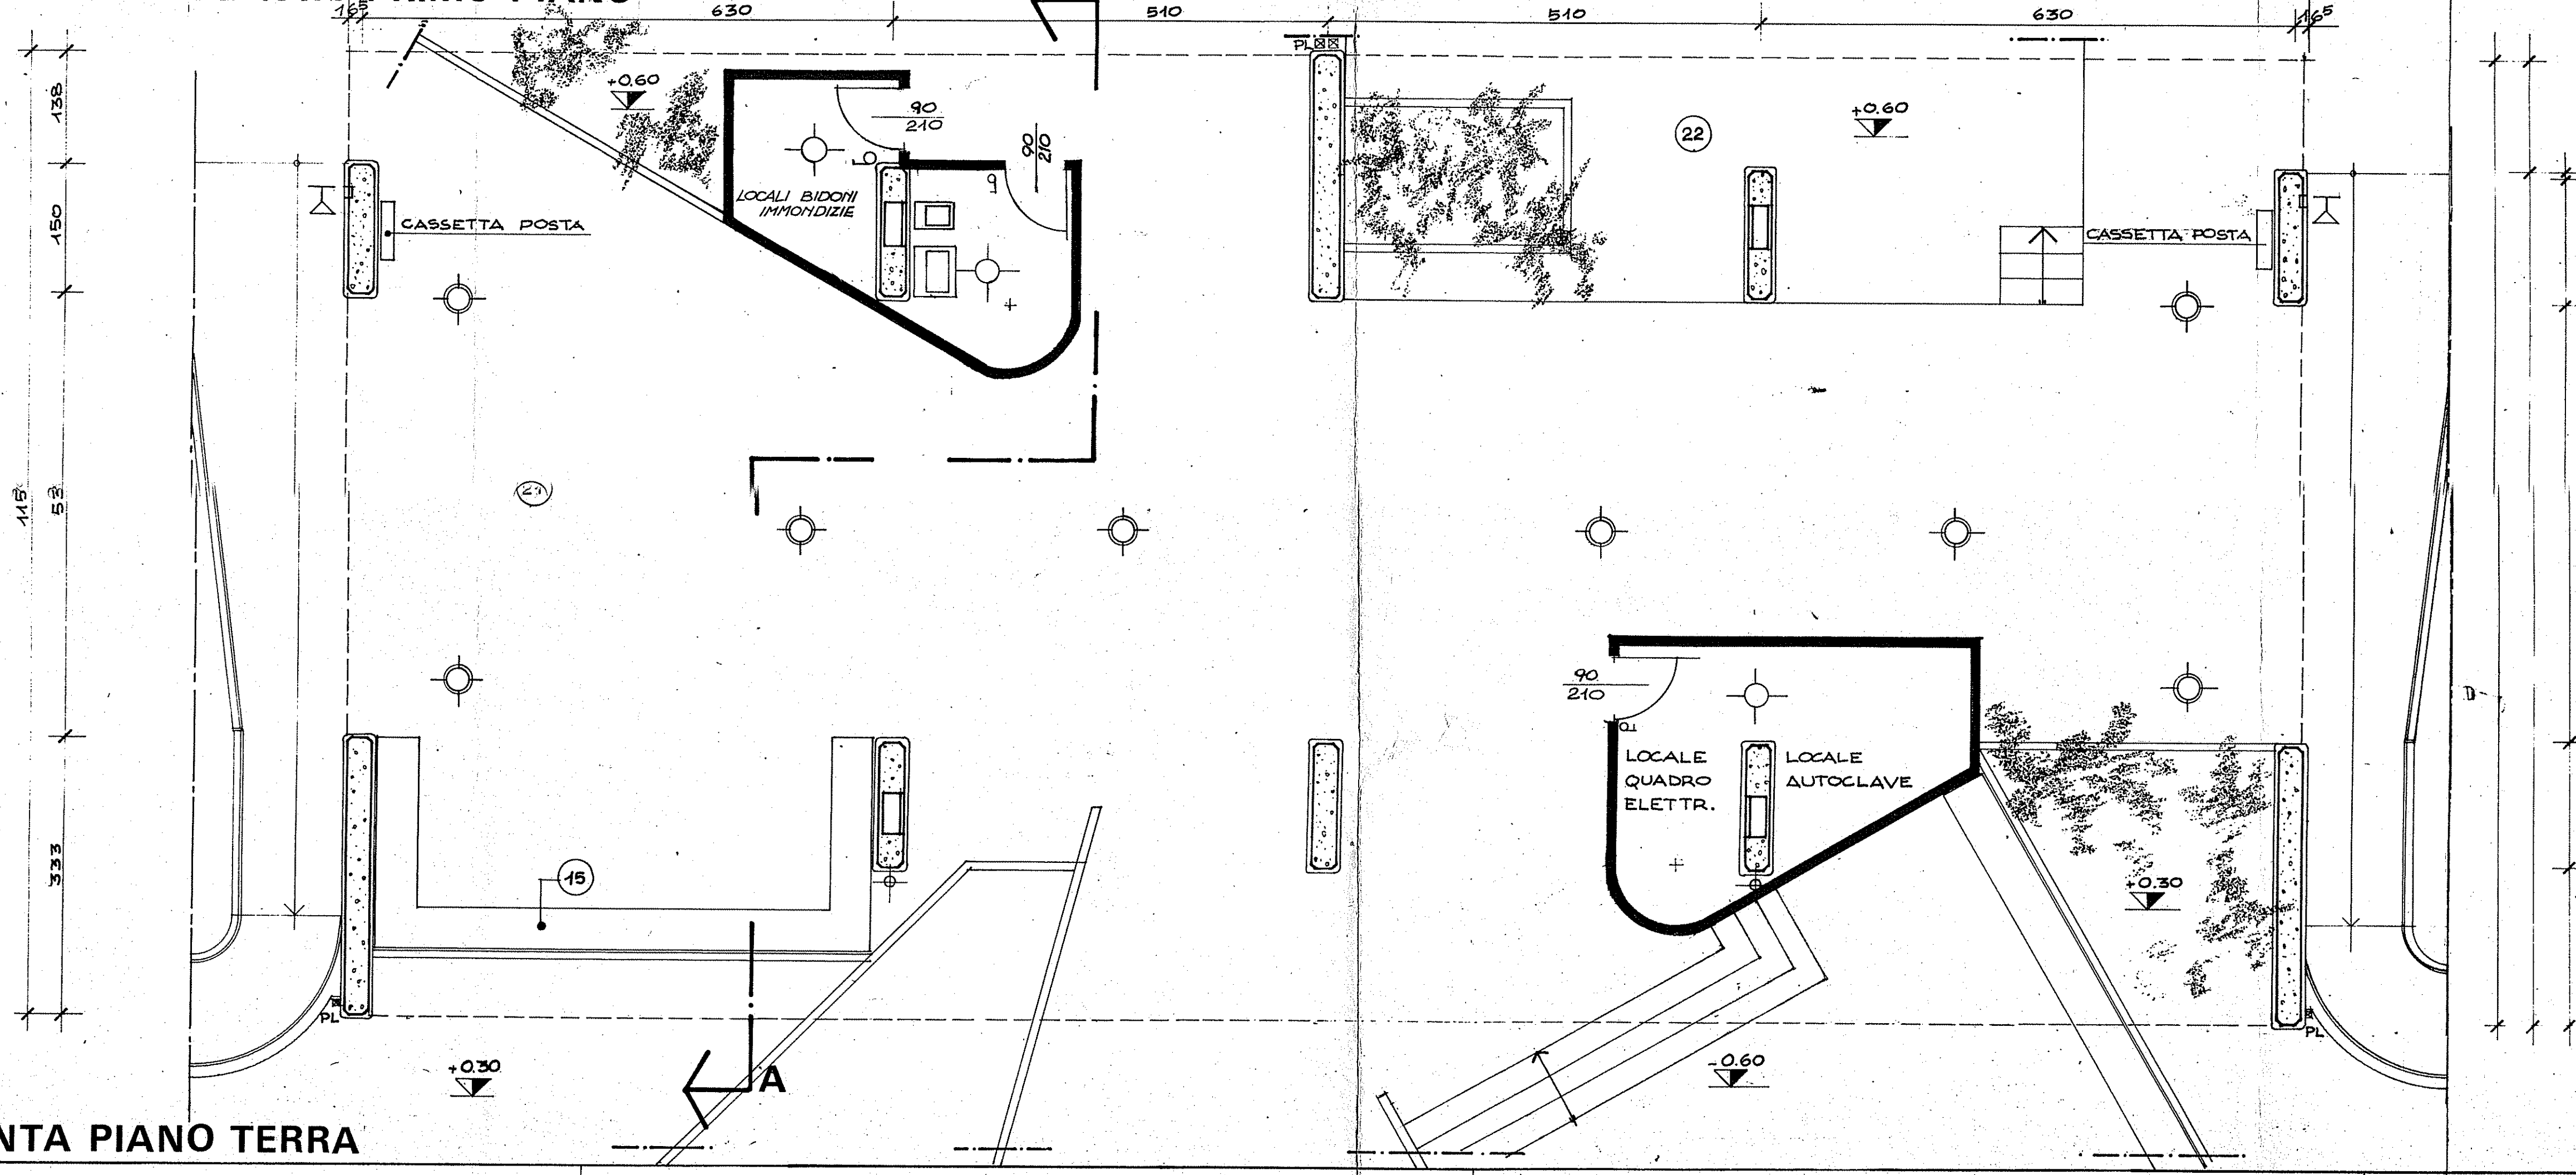 16⁵
630
510
510
630
16⁵
PL
+0.60
+0.60
138
90
210
90
210
22
LOCALI BIDONI
IMMONDIZIE
150
CASSETTA POSTA
CASSETTA POSTA
115
53
21
90
210
LOCALE
QUADRO
ELETTR.
LOCALE
AUTOCLAVE
333
15
+0.30
PL
PL
+0.30
A
-0.60
NTA PIANO TERRA